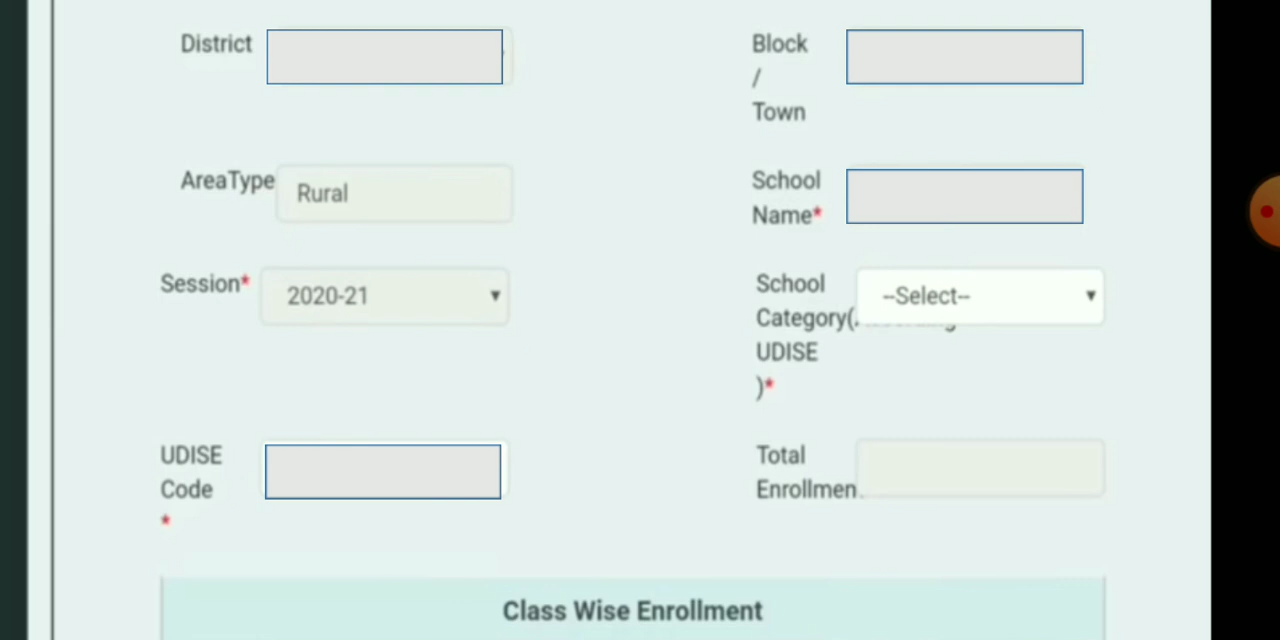 District
Block
/
Town
AreaType
Rural
School
Name*
Session*
2020-21
School
Category(
--Select--
UDISE
)*
UDISE
Code
*
Total
Enrollmen
Class Wise Enrollment